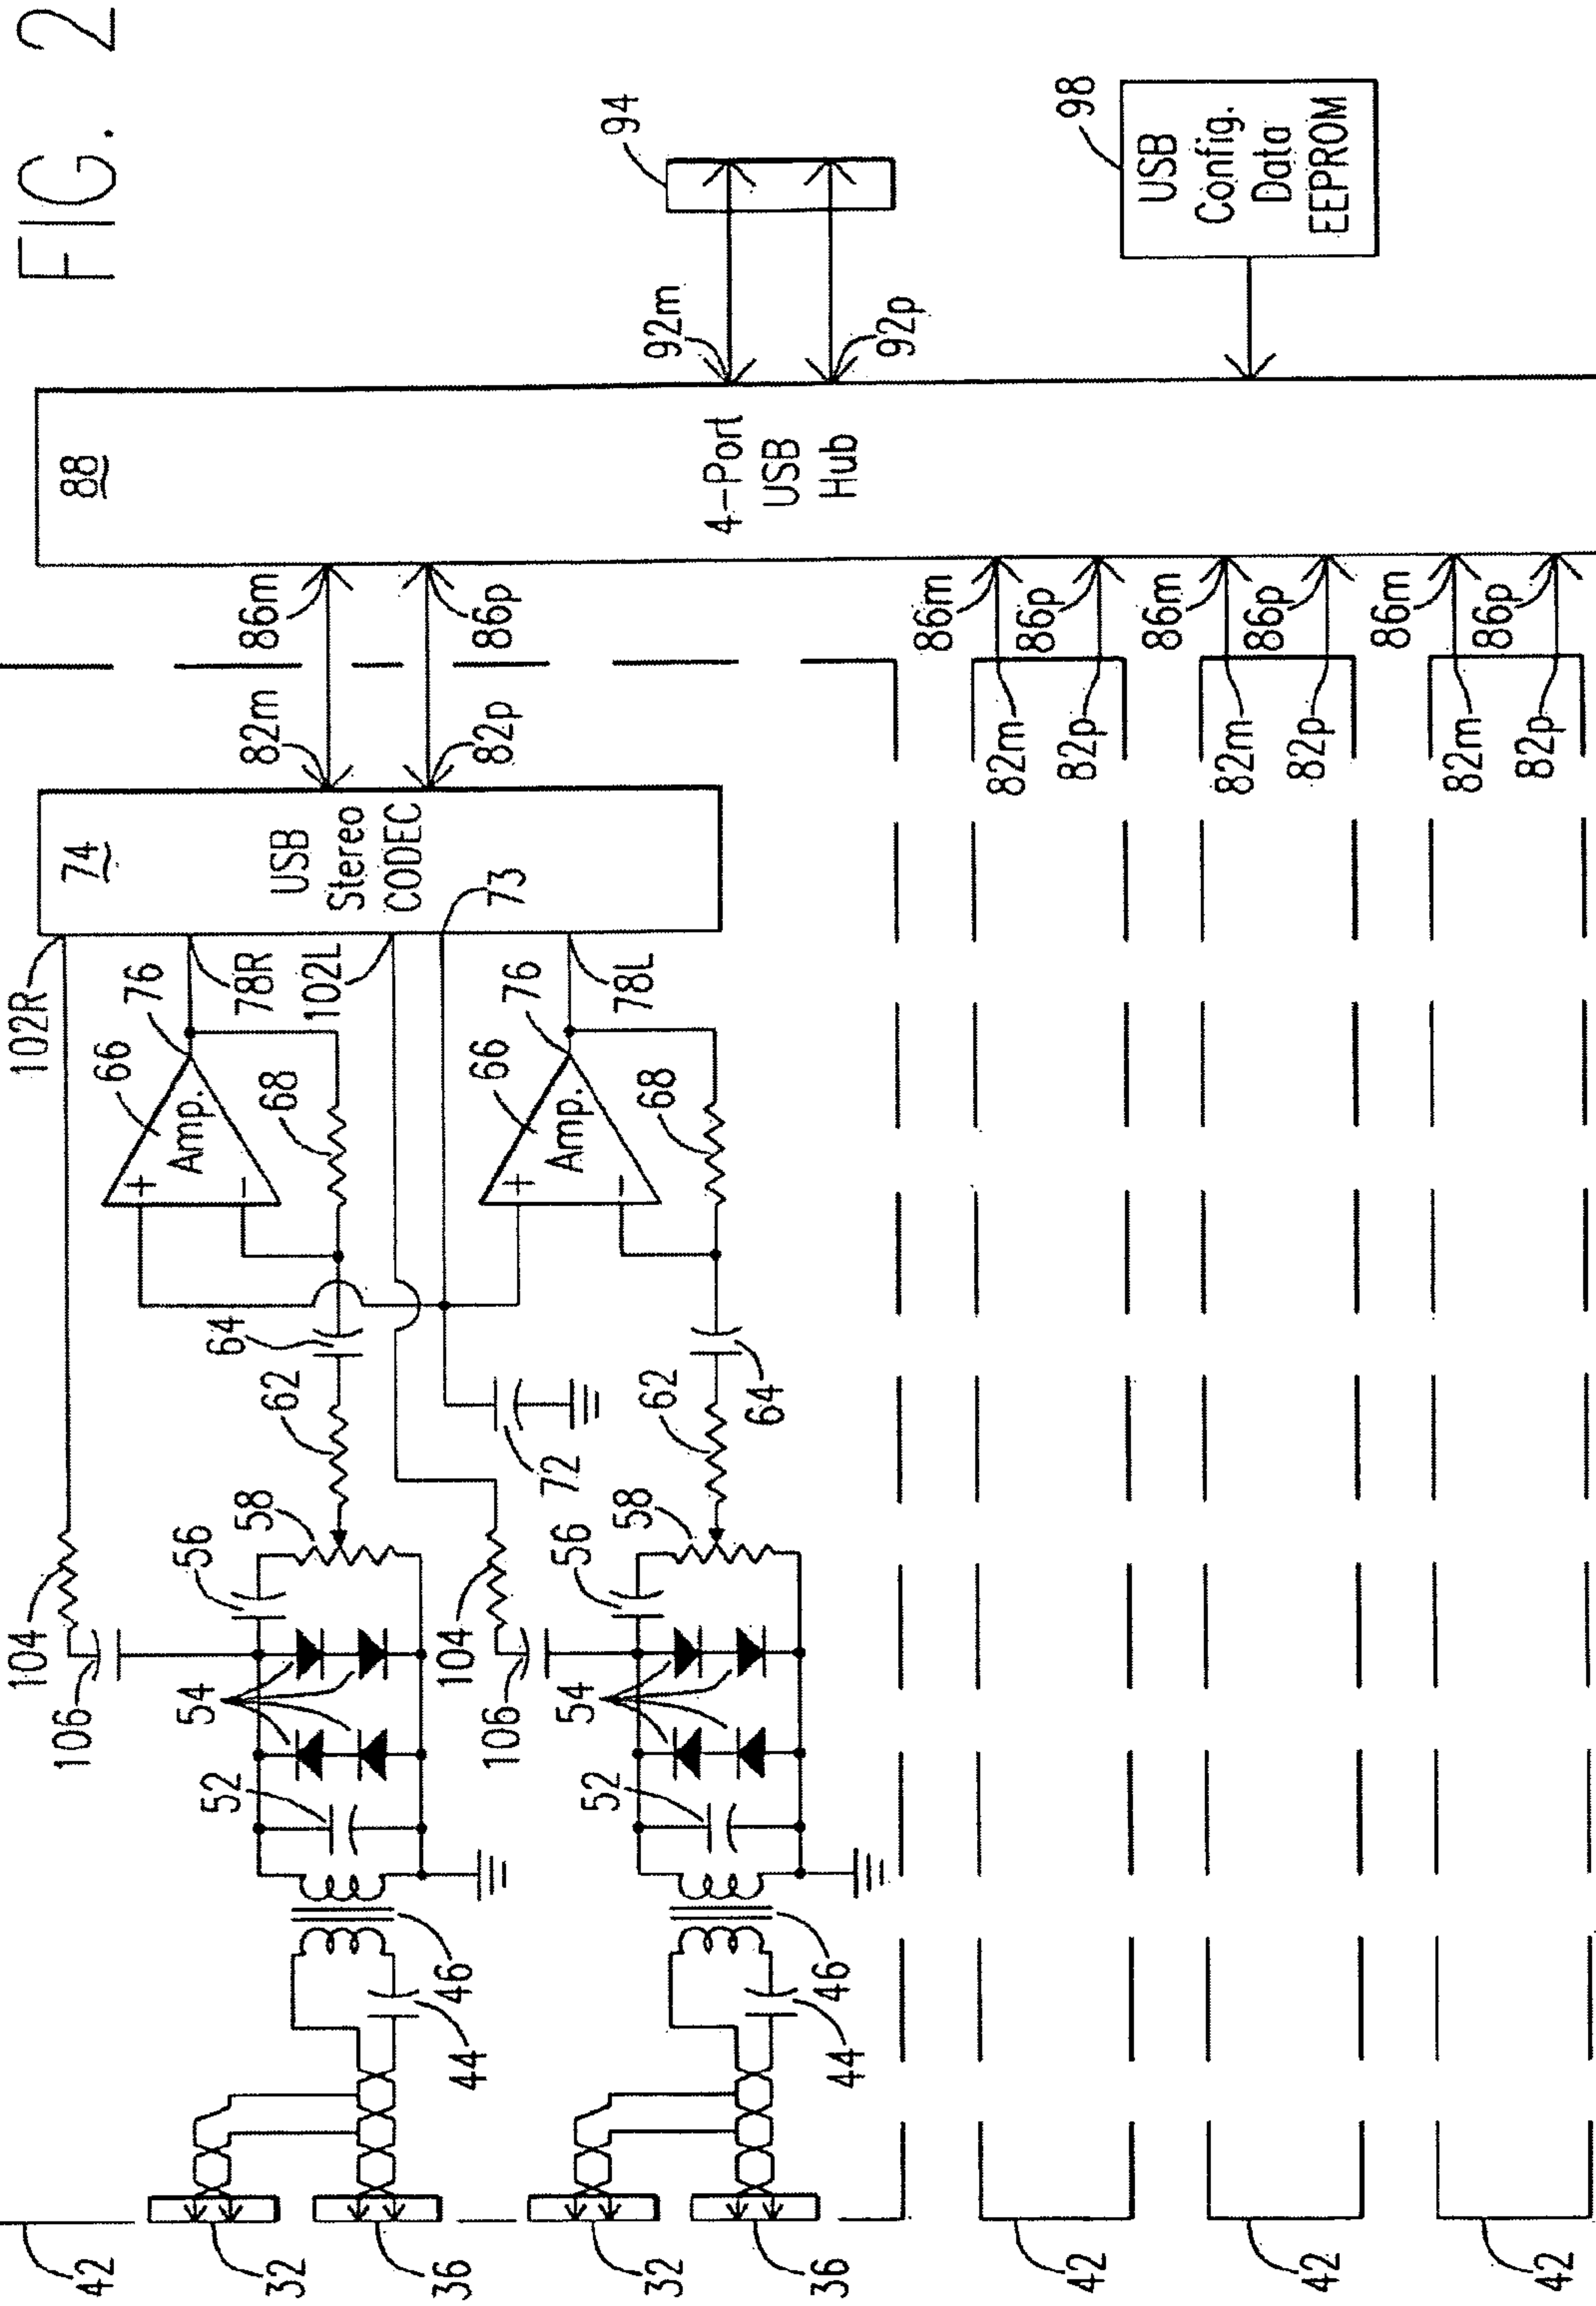 FIG. 2
42
32
36
32
36
44
46
44
46
52
54
56
58
52
54
56
58
104
106
104
106
62
64
62
64
72
66
Amp.
+
-
68
76
66
Amp.
+
-
68
76
102R
78R
102L
73
78L
74
USB
Stereo
CODEC
82m
82p
86m
86p
88
4-Port
USB
Hub
92m
92p
94
98
USB
Config.
Data
EEPROM
42
82m
82p
86m
86p
42
82m
82p
86m
86p
42
82m
82p
86m
86p